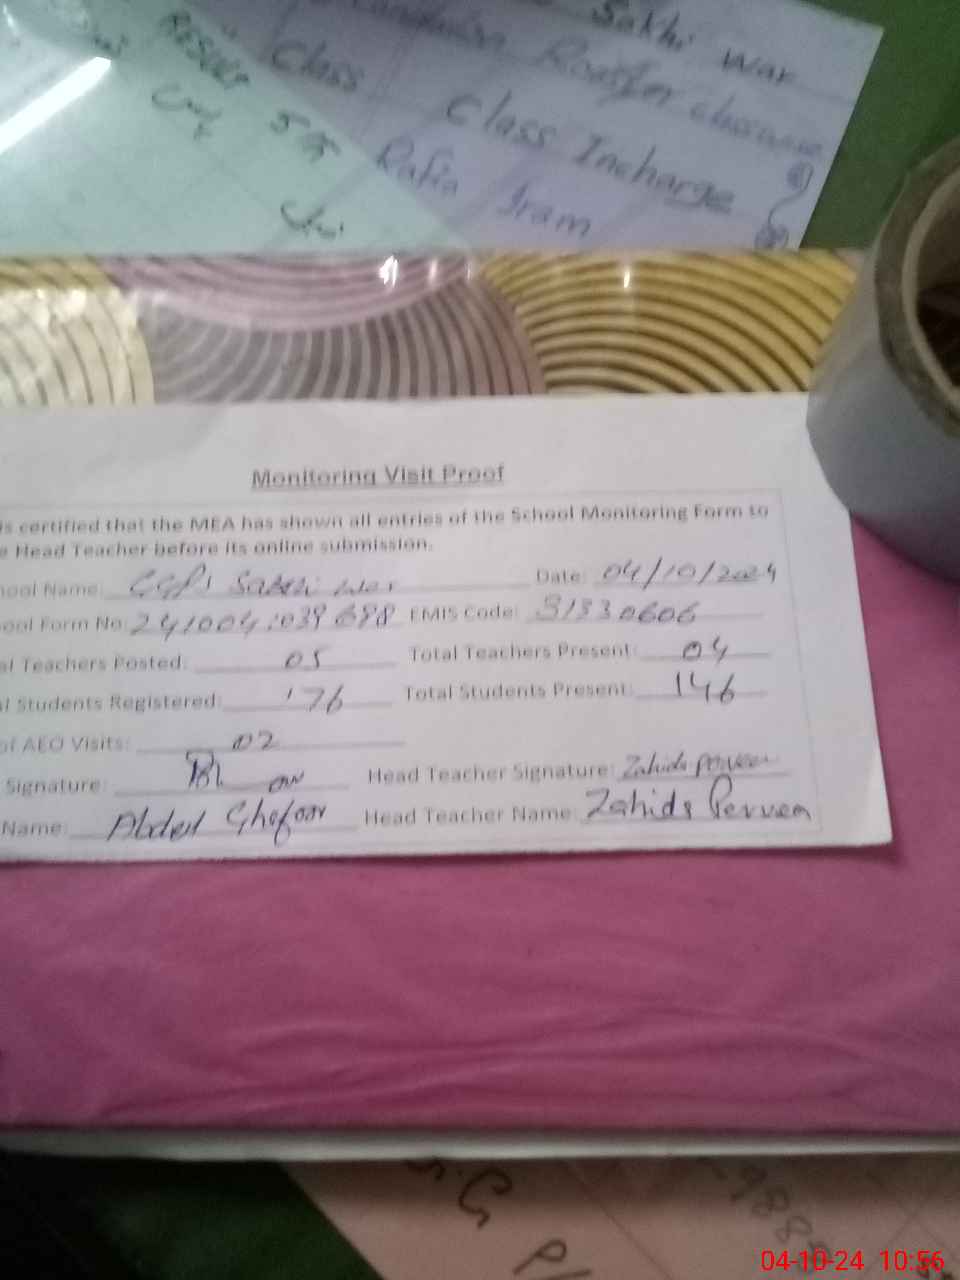 Sakhi War
Roaster classwise
Class
Class Incharge
Result 5th
Rafia Iram
Monitoring Visit Proof
is certified that the MEA has shown all entries of the School Monitoring Form to
e Head Teacher before its online submission.
hool Name: GGPS Sakhi war Date: 04/10/2024
ool Form No: EMIS Code: 31330606
al Teachers Posted: 05 Total Teachers Present: 04
al Students Registered: 176 Total Students Present: 146
of AEO Visits: 02
Signature: Head Teacher Signature: Zahida Perveen
Name: Abdul Ghafoor Head Teacher Name: Zahida Perveen
04-10-24 10:56